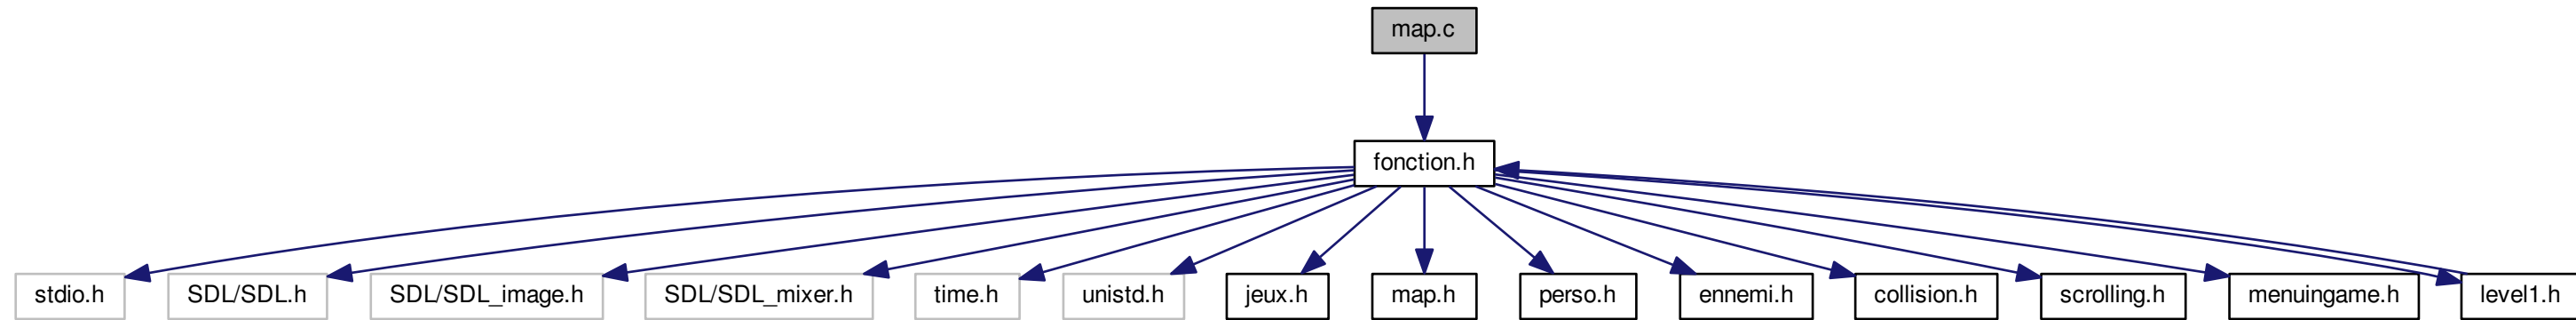 map.c
fonction.h
stdio.h
SDL/SDL.h
SDL/SDL_image.h
SDL/SDL_mixer.h
time.h
unistd.h
jeux.h
map.h
perso.h
ennemi.h
collision.h
scrolling.h
menuingame.h
level1.h